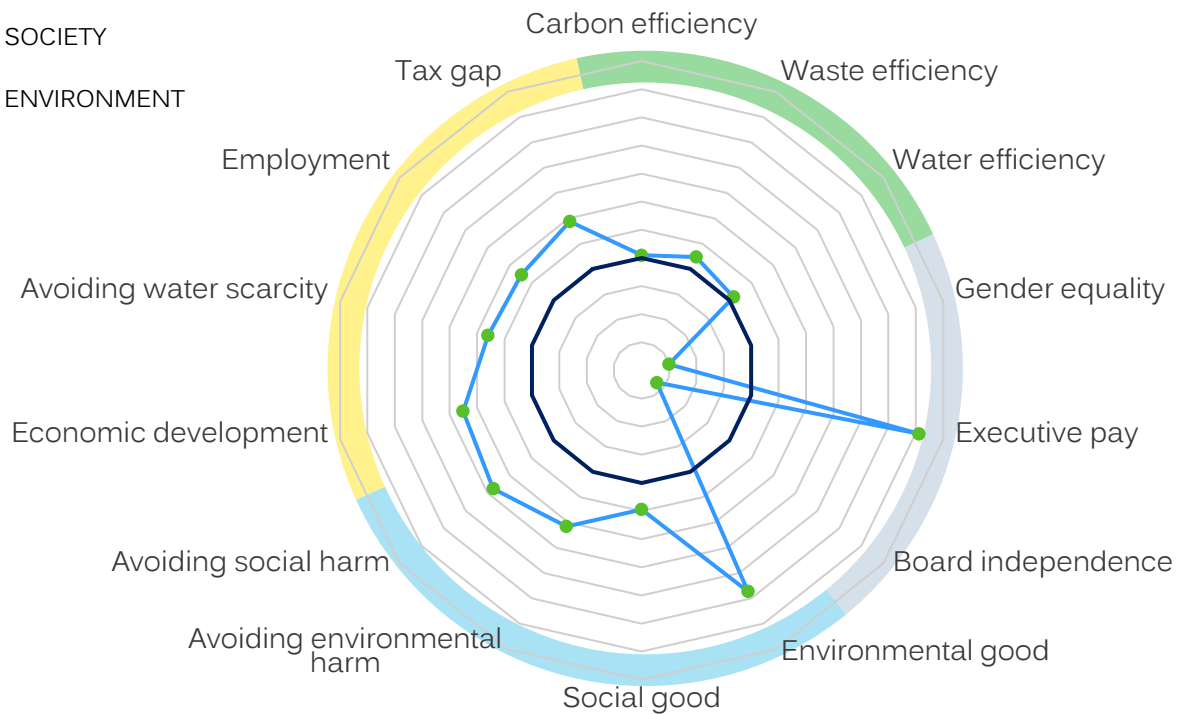 SOCIETY
ENVIRONMENT
Carbon efficiency
Tax gap
Waste efficiency
Employment
Water efficiency
Avoiding water scarcity
Gender equality
Economic development
Executive pay
Avoiding social harm
Board independence
Avoiding environmental
harm
Environmental good
Social good